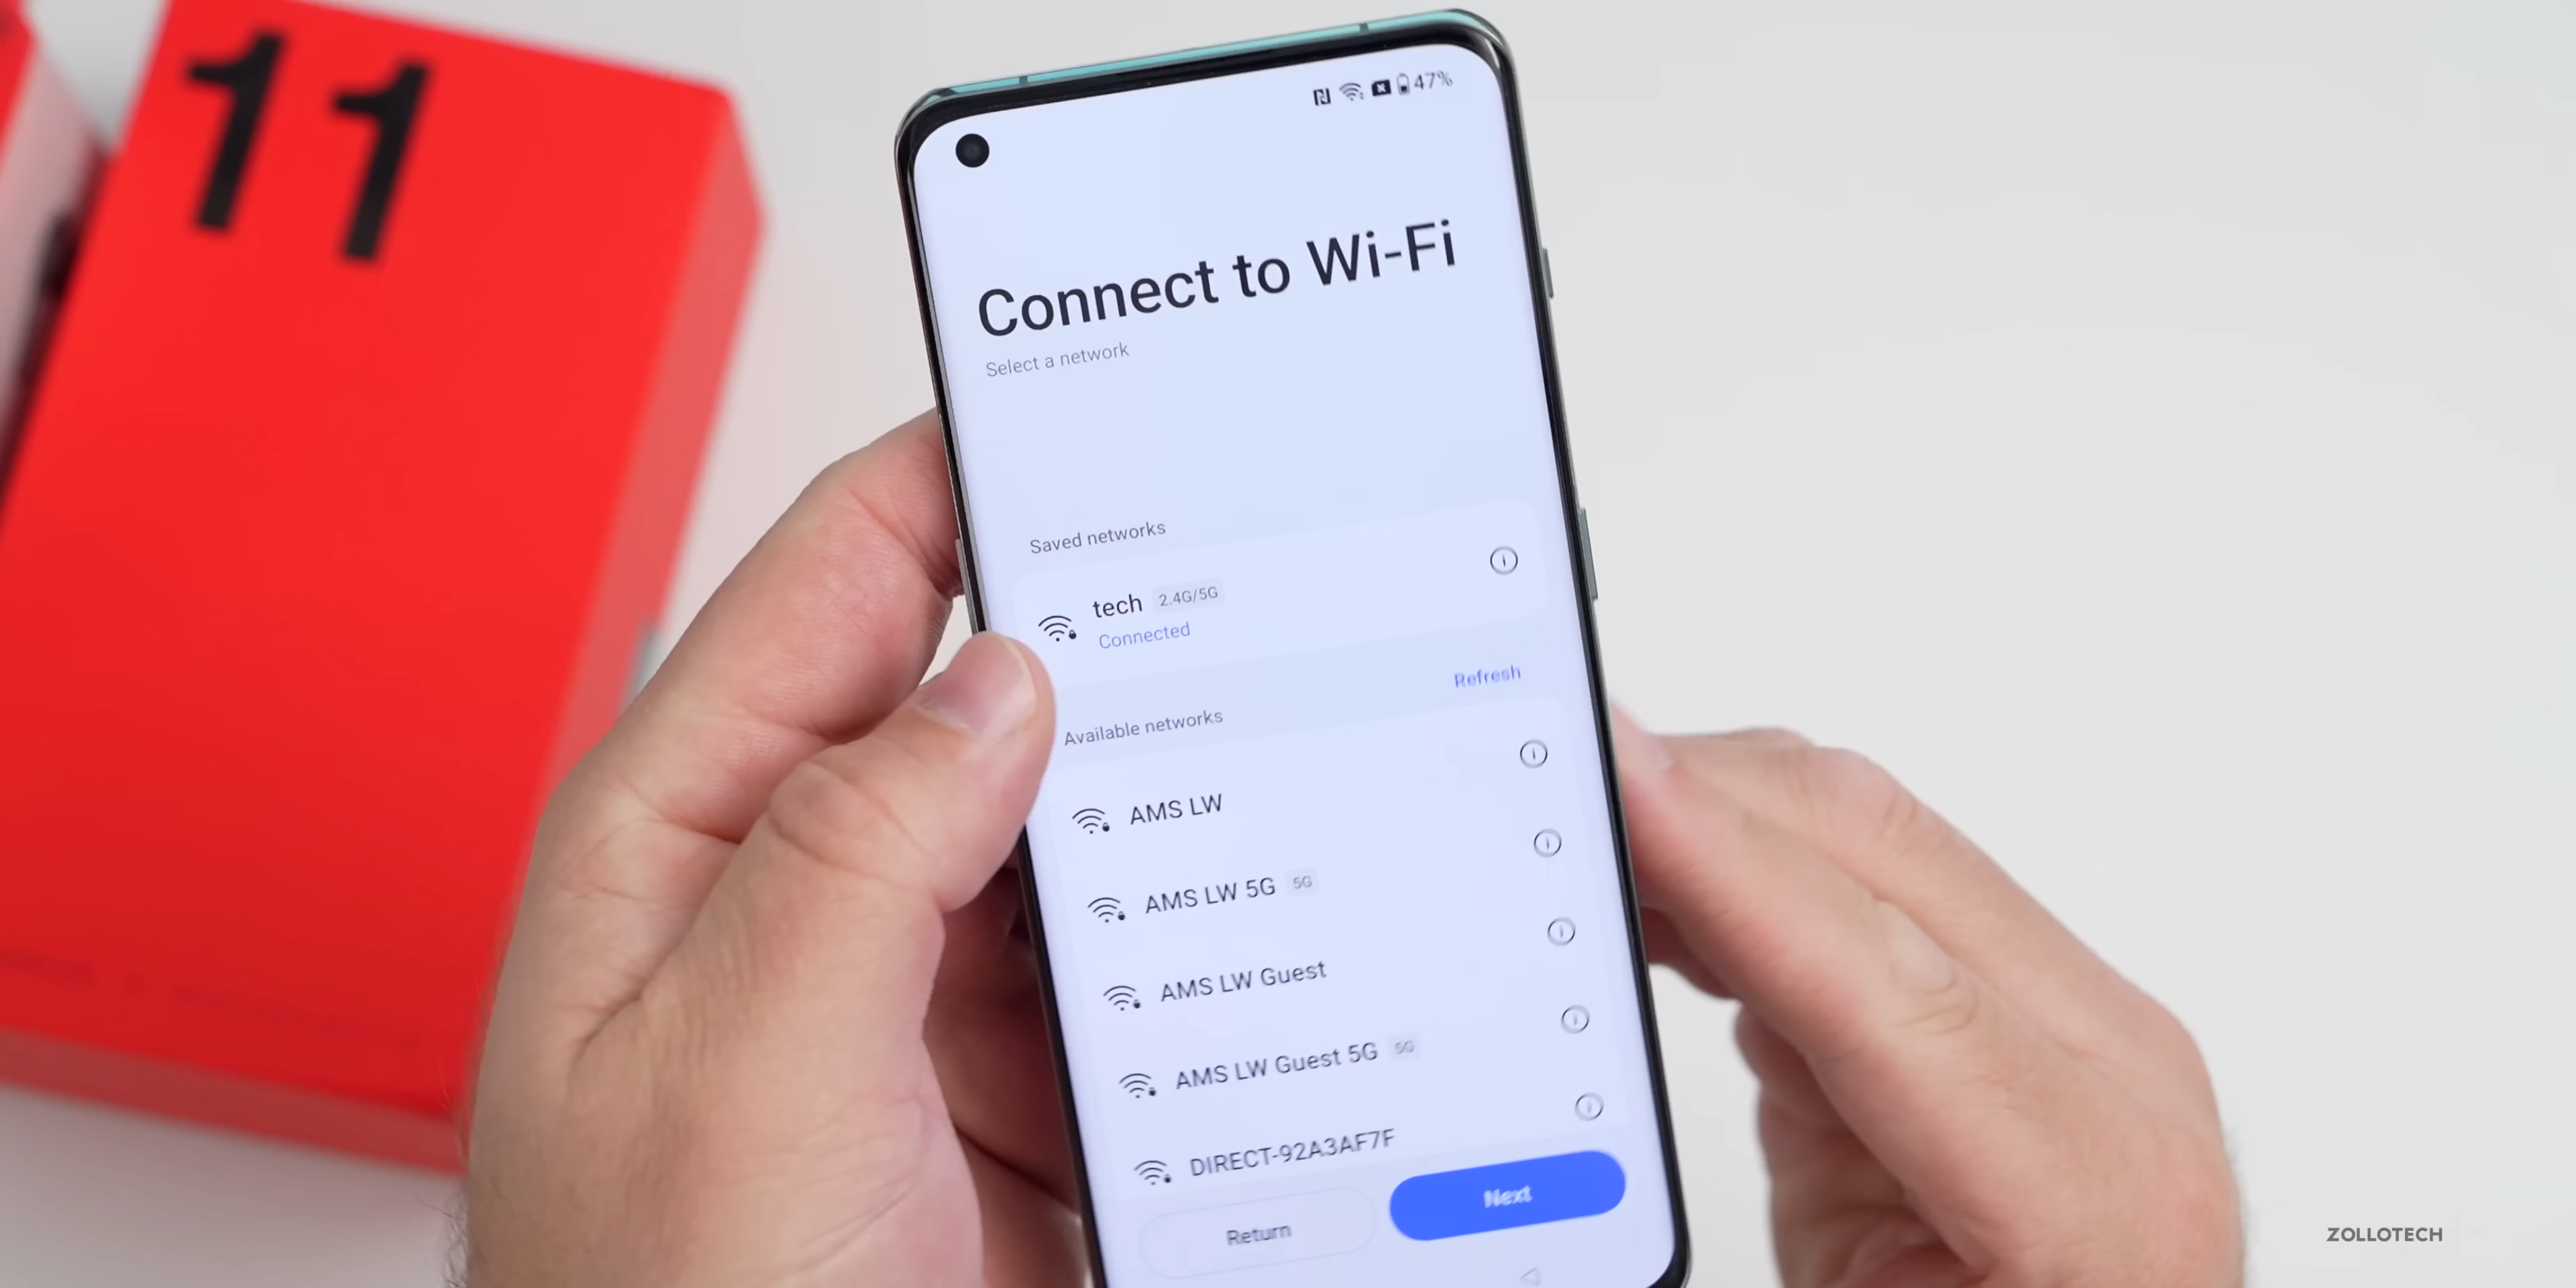 11
47%
Connect to Wi-Fi
Select a network
Saved networks
tech 2.4G/5G
Connected
Refresh
Available networks
AMS LW
AMS LW 5G 5G
AMS LW Guest
AMS LW Guest 5G 5G
DIRECT-92A3AF7F
Return Next
ZOLLOTECH